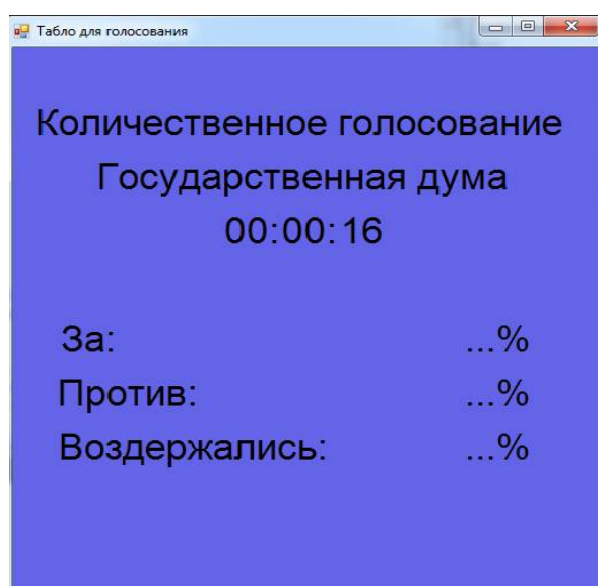 Табло для голосования
Количественное голосование
Государственная дума
00:00:16
За: ...%
Против: ...%
Воздержались: ...%